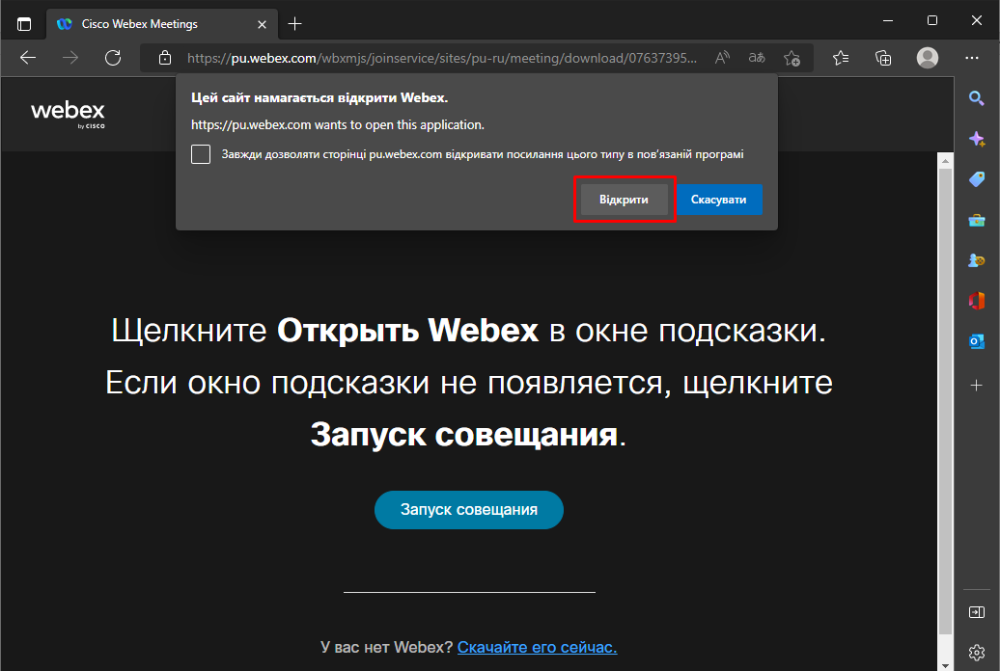 Cisco Webex Meetings
https://pu.webex.com/wbxmjs/joinservice/sites/pu-ru/meeting/download/07637395...
webex
by CISCO
Цей сайт намагається відкрити Webex.
https://pu.webex.com wants to open this application.
Завжди дозволяти сторінці pu.webex.com відкривати посилання цього типу в пов’язаній програмі
Відкрити Скасувати
Щелкните Открыть Webex в окне подсказки.
Если окно подсказки не появляется, щелкните
Запуск совещания.
Запуск совещания
У вас нет Webex? Скачайте его сейчас.